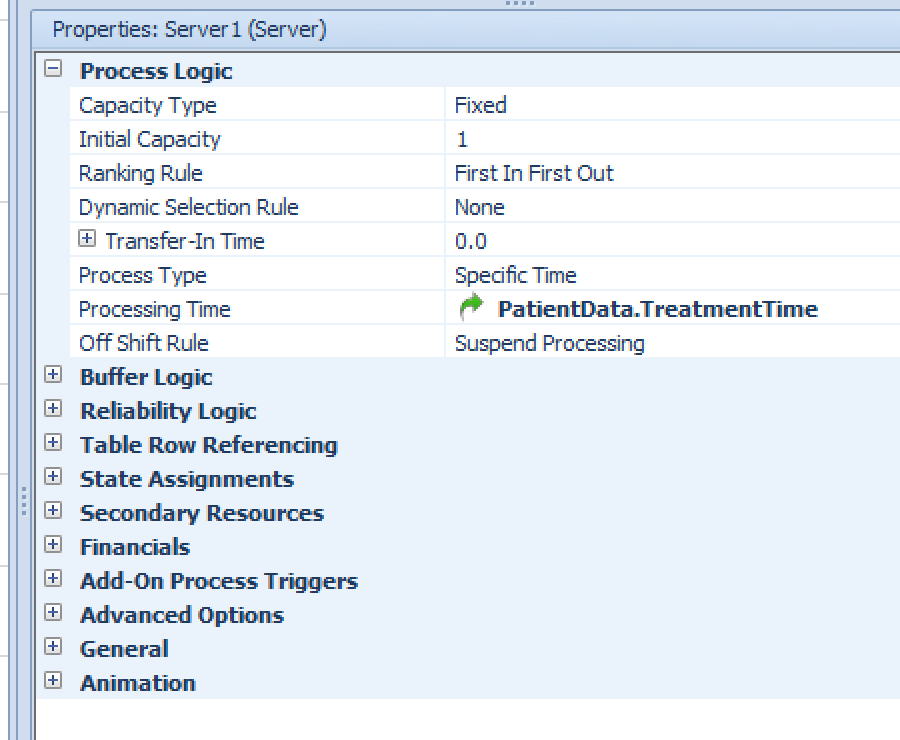 Properties: Server1 (Server)
Process Logic
Capacity Type Fixed
Initial Capacity 1
Ranking Rule First In First Out
Dynamic Selection Rule None
Transfer-In Time 0.0
Process Type Specific Time
Processing Time PatientData.TreatmentTime
Off Shift Rule Suspend Processing
Buffer Logic
Reliability Logic
Table Row Referencing
State Assignments
Secondary Resources
Financials
Add-On Process Triggers
Advanced Options
General
Animation